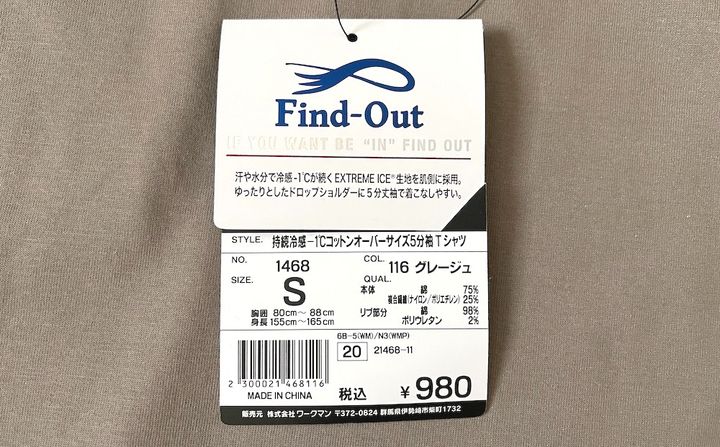 Find-Out
IF YOU WANT BE "IN" FIND OUT
汗や水分で冷感-1℃が続くEXTREME ICE®生地を肌側に採用。
ゆったりとしたドロップショルダーに5分丈袖で着こなしやすい。
STYLE. 持続冷感-1℃コットンオーバーサイズ5分袖Tシャツ
NO. 1468
COL. 116 グレージュ
SIZE. S
胸囲 80cm～ 88cm
身長 155cm～165cm
QUAL.
本体 綿 75%
複合繊維(ナイロン/ポリエチレン) 25%
リブ部分 綿 98%
ポリウレタン 2%
6B-5(WM)/N3(WMP)
20 21468-11
2 300021 468116
MADE IN CHINA
税込 ¥980
販売元 株式会社ワークマン 〒372-0824 群馬県伊勢崎市柴町1732